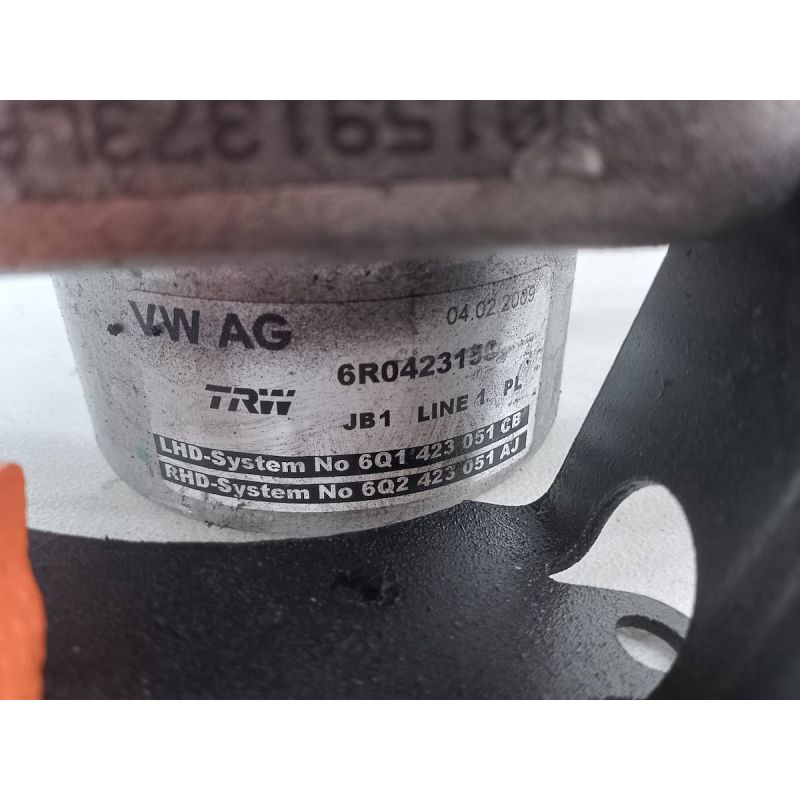 VW AG
04.02.2009
TRW
JB1 LINE 1 PL
LHD-System No 6Q1 423 051 CB
RHD-System No 6Q2 423 051 AJ